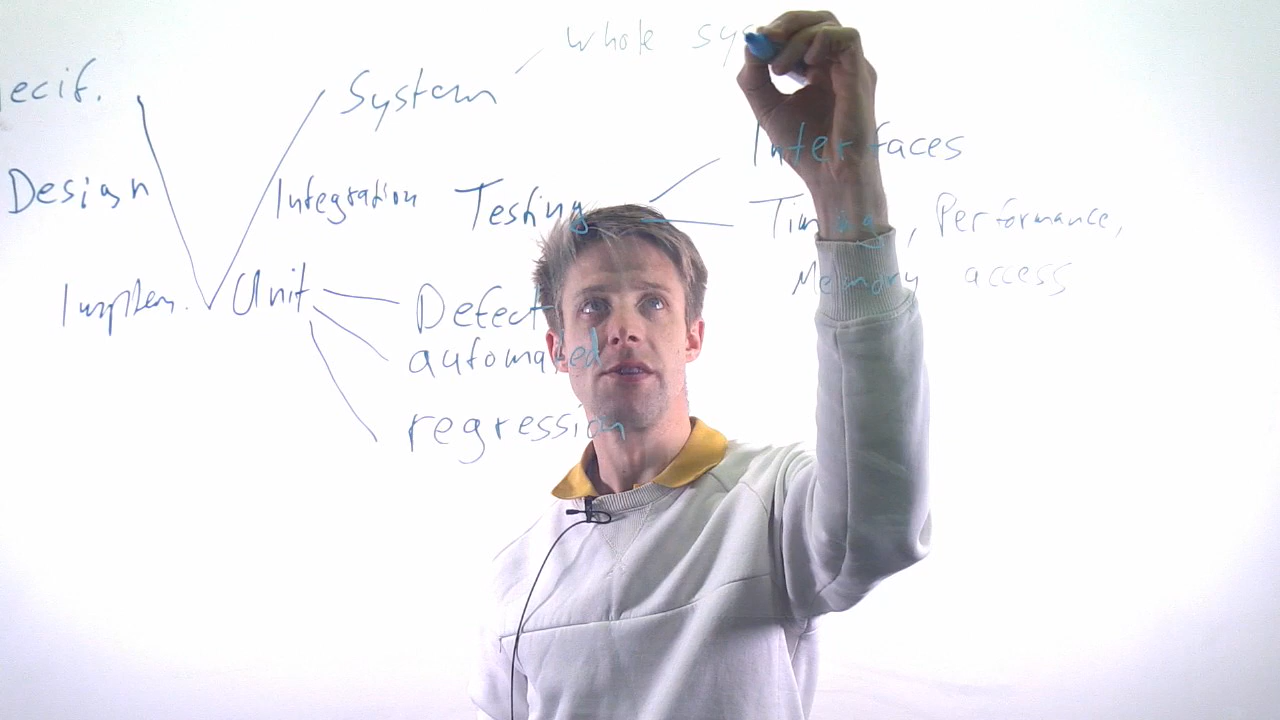 whole sys
ecif.
System
Interfaces
Design
Integration Testing
Timing, Performance,
Memory access
Implem.
Unit
Defect
automated
regression